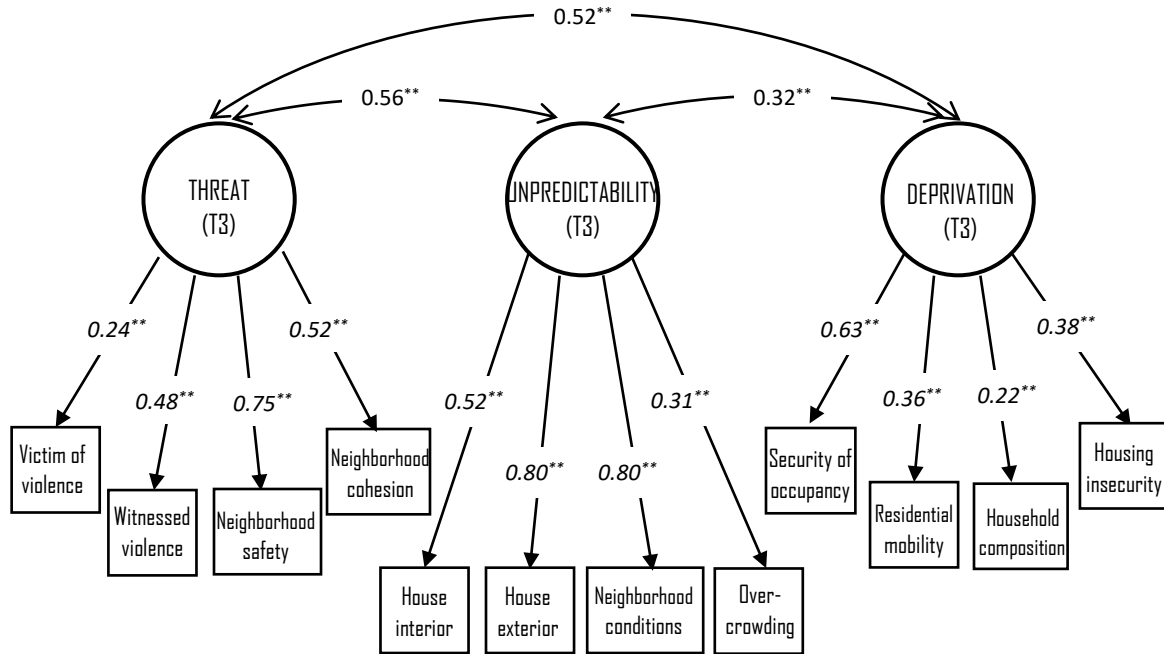 0.52**
0.56**
0.32**
THREAT
(T3)
UNPREDICTABILITY
(T3)
DEPRIVATION
(T3)
0.24**
0.52**
0.48**
0.75**
0.52**
0.31**
0.80**
0.80**
0.63**
0.38**
0.36**
0.22**
Victim of
violence
Witnessed
violence
Neighborhood
safety
Neighborhood
cohesion
House
interior
House
exterior
Neighborhood
conditions
Over-
crowding
Security of
occupancy
Residential
mobility
Household
composition
Housing
insecurity